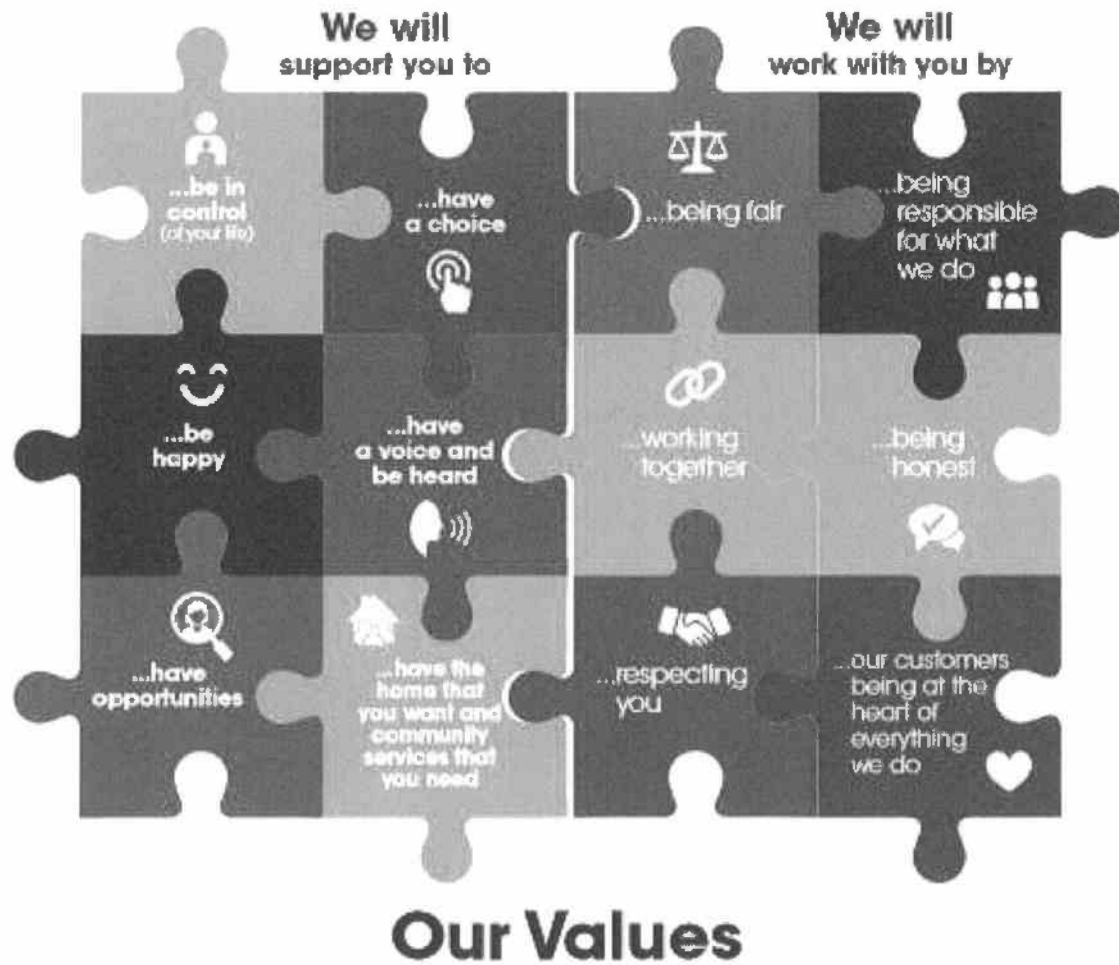 We will
support you to
We will
work with you by
...be in
control
(of your life)
...have
a choice
...being fair
...being
responsible
for what
we do
...be
happy
...have
a voice and
be heard
...working
together
...being
honest
...have
opportunities
...have the
home that
you want and
community
services that
you need
...respecting
you
...our customers
being at the
heart of
everything
we do
Our Values